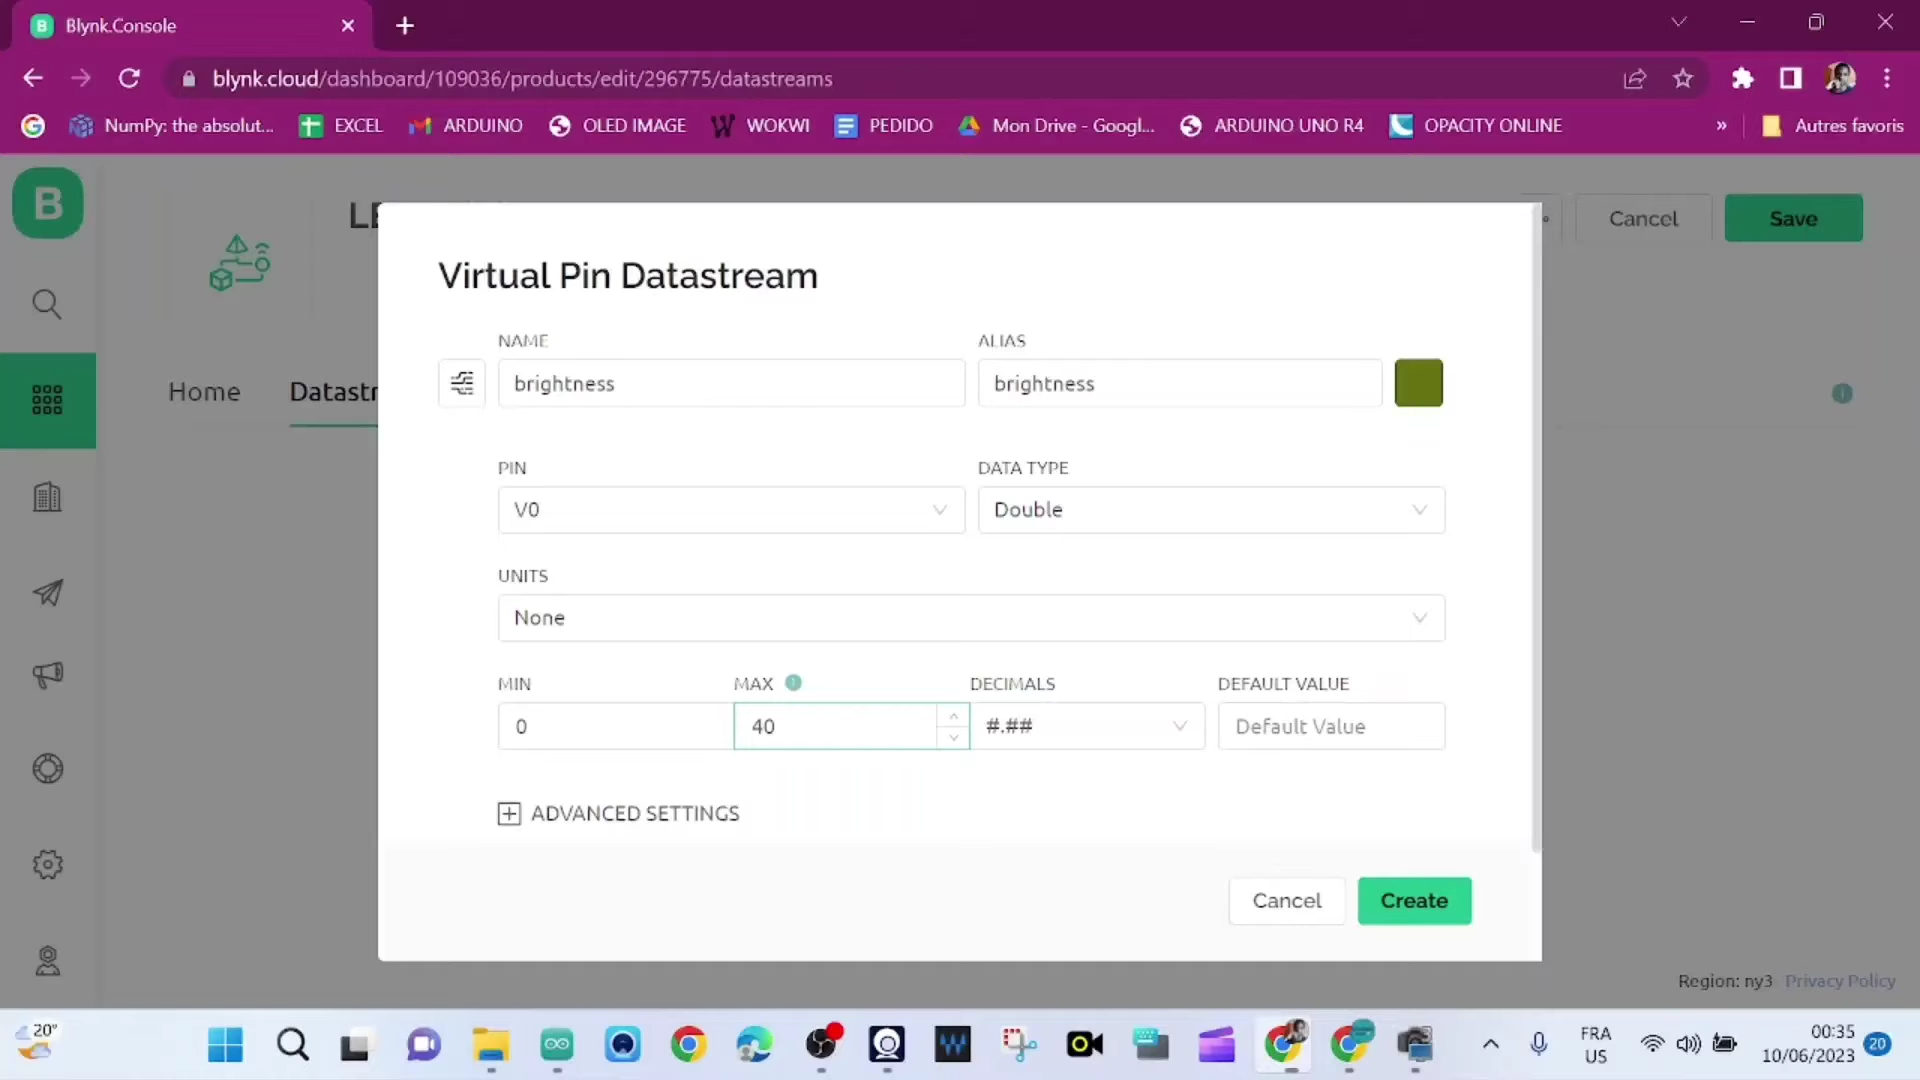 B Blynk.Console
blynk.cloud/dashboard/109036/products/edit/296775/datastreams
NumPy: the absolut... EXCEL ARDUINO OLED IMAGE WOKWI PEDIDO Mon Drive - Googl... ARDUINO UNO R4 OPACITY ONLINE » Autres favoris
B
LE
Cancel
Save
Home
Datastr
Virtual Pin Datastream
NAME
ALIAS
brightness
brightness
PIN
DATA TYPE
V0
Double
UNITS
None
MIN
MAX
DECIMALS
DEFAULT VALUE
0
40
#.##
Default Value
ADVANCED SETTINGS
Cancel
Create
Region: ny3 Privacy Policy
20°
FRA
US
00:35
10/06/2023
20